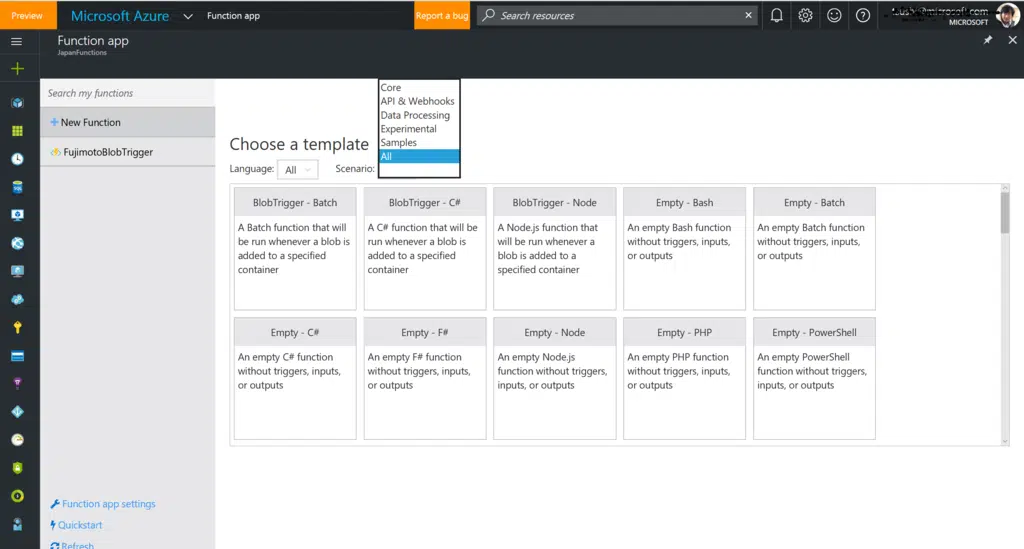 Preview
Microsoft Azure
Function app
Report a bug
Search resources
@microsoft.com
MICROSOFT
Function app
JapanFunctions
Search my functions
New Function
FujimotoBlobTrigger
Function app settings
Quickstart
Refresh
Choose a template
Language: All
Scenario:
Core
API & Webhooks
Data Processing
Experimental
Samples
All
BlobTrigger - Batch
A Batch function that will
be run whenever a blob is
added to a specified
container
BlobTrigger - C#
A C# function that will be
run whenever a blob is
added to a specified
container
BlobTrigger - Node
A Node.js function that
will be run whenever a
blob is added to a
specified container
Empty - Bash
An empty Bash function
without triggers, inputs,
or outputs
Empty - Batch
An empty Batch function
without triggers, inputs,
or outputs
Empty - C#
An empty C# function
without triggers, inputs,
or outputs
Empty - F#
An empty F# function
without triggers, inputs,
or outputs
Empty - Node
An empty Node.js
function without triggers,
inputs, or outputs
Empty - PHP
An empty PHP function
without triggers, inputs,
or outputs
Empty - PowerShell
An empty PowerShell
function without triggers,
inputs, or outputs